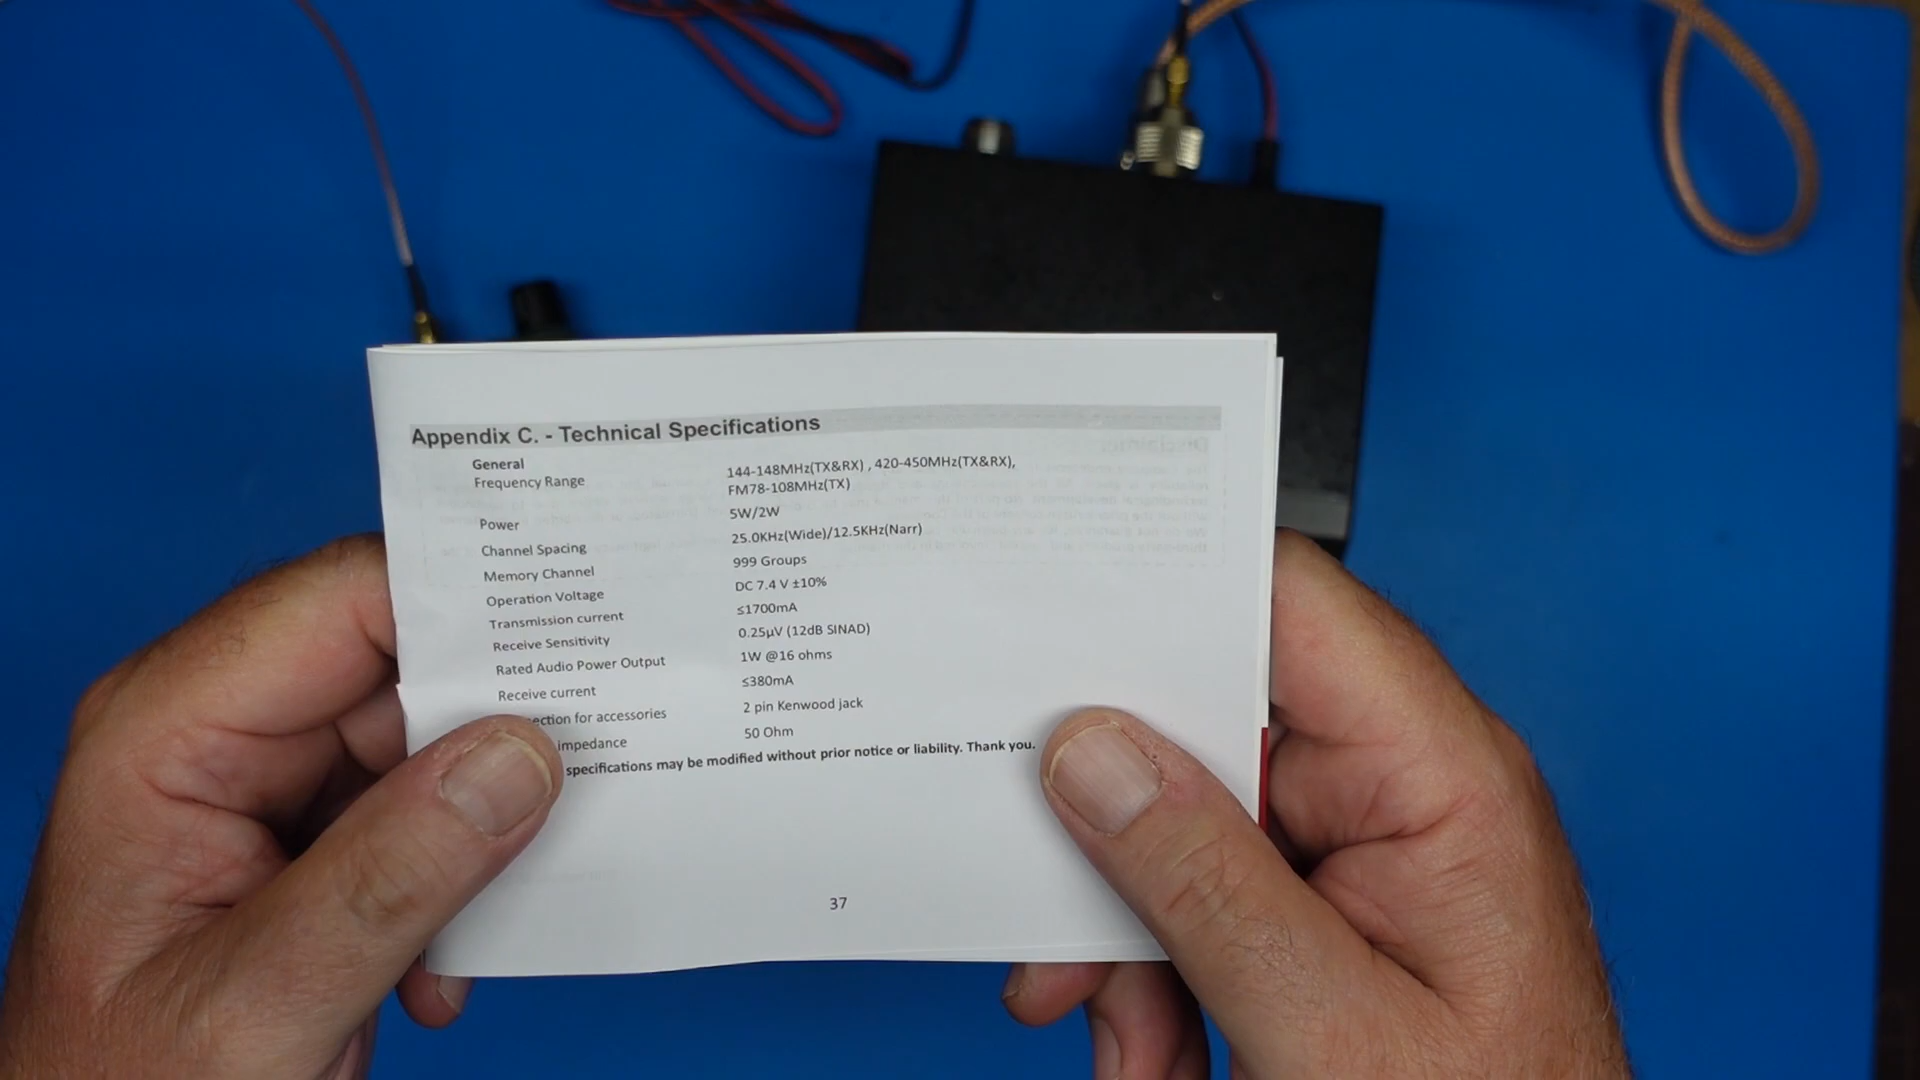 Appendix C. - Technical Specifications
General
Frequency Range 144-148MHz(TX&RX) , 420-450MHz(TX&RX),
FM78-108MHz(TX)
Power 5W/2W
Channel Spacing 25.0KHz(Wide)/12.5KHz(Narr)
Memory Channel 999 Groups
Operation Voltage DC 7.4 V ±10%
Transmission current ≤1700mA
Receive Sensitivity 0.25µV (12dB SINAD)
Rated Audio Power Output 1W @16 ohms
Receive current ≤380mA
for accessories 2 pin Kenwood jack
impedance 50 Ohm
specifications may be modified without prior notice or liability. Thank you.
37